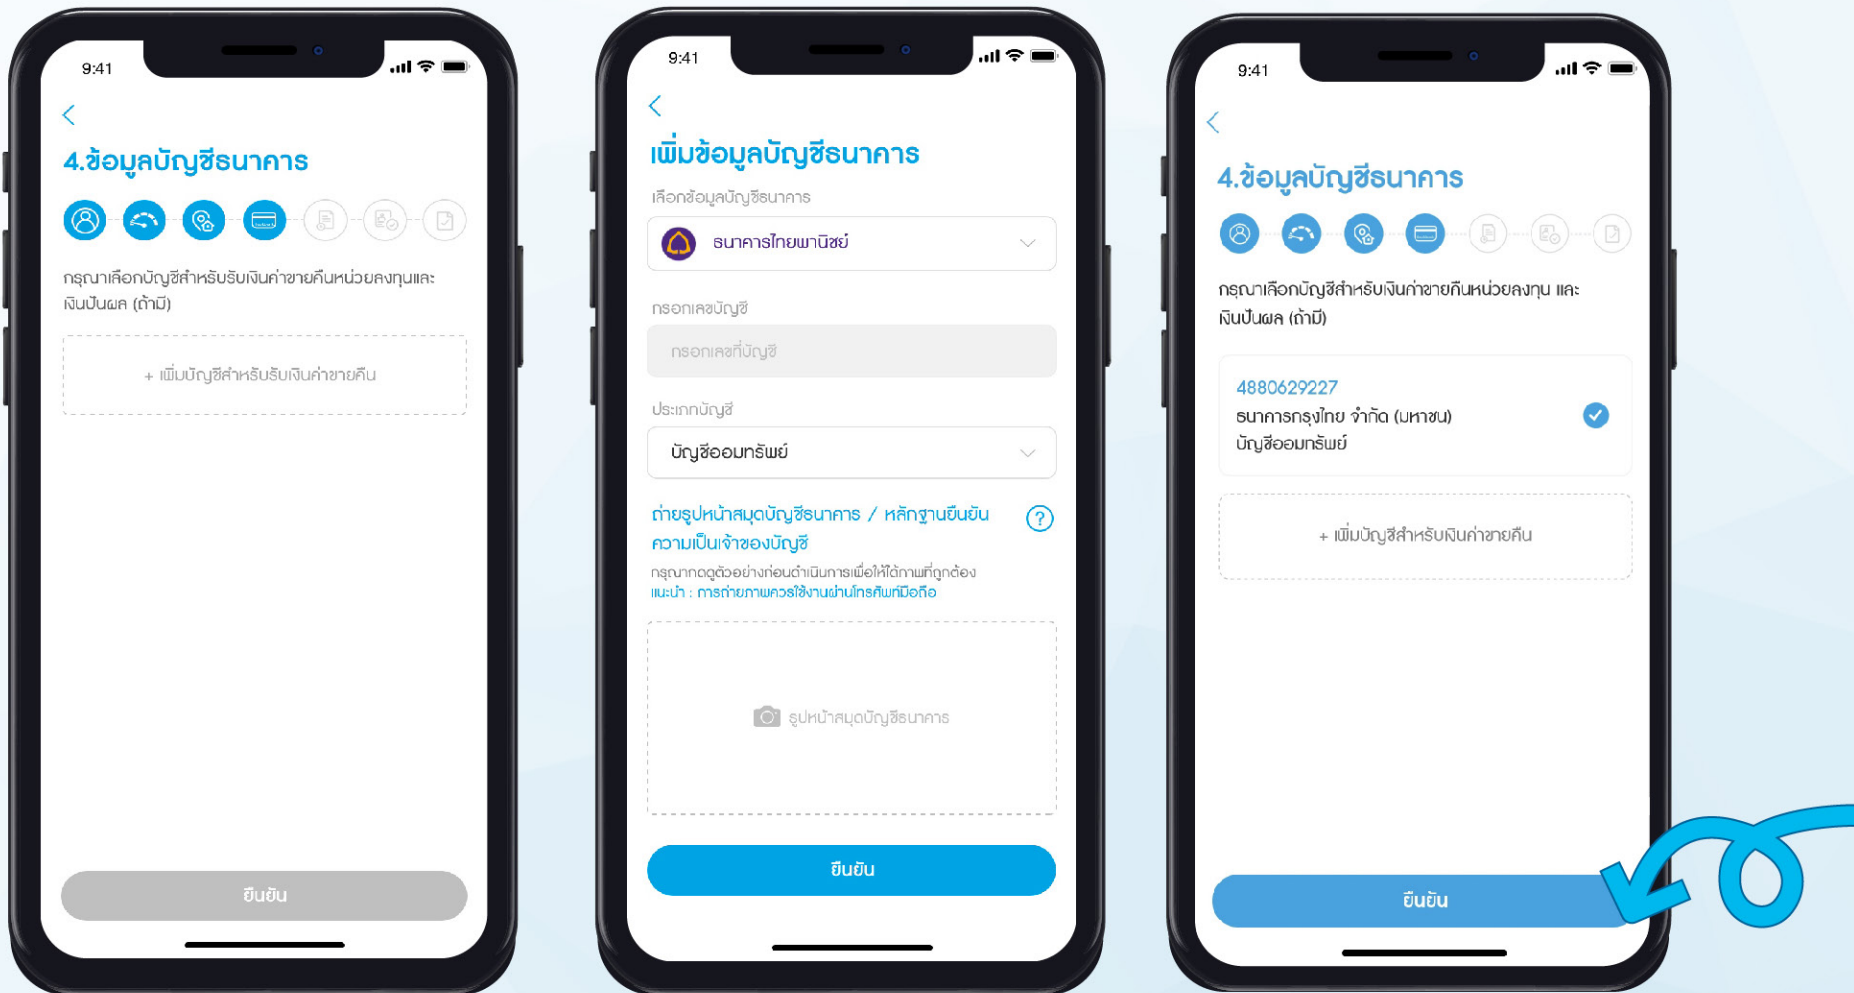 9:41
4.ข้อมูลบัญชีธนาคาร
กรุณาเลือกบัญชีสำหรับรับเงินค่าขายคืนหน่วยลงทุนและ
เงินปันผล (ถ้ามี)
+ เพิ่มบัญชีสำหรับรับเงินค่าขายคืน
ยืนยัน
9:41
เพิ่มข้อมูลบัญชีธนาคาร
เลือกข้อมูลบัญชีธนาคาร
ธนาคารไทยพานิชย์
กรอกเลขบัญชี
กรอกเลขที่บัญชี
ประเภทบัญชี
บัญชีออมทรัพย์
ถ่ายรูปหน้าสมุดบัญชีธนาคาร / หลักฐานยืนยัน
ความเป็นเจ้าของบัญชี
กรุณากดดูตัวอย่างก่อนดำเนินการเพื่อให้ได้ภาพที่ถูกต้อง
แนะนำ : การถ่ายภาพควรใช้งานผ่านโทรศัพท์มือถือ
รูปหน้าสมุดบัญชีธนาคาร
ยืนยัน
9:41
4.ข้อมูลบัญชีธนาคาร
กรุณาเลือกบัญชีสำหรับเงินค่าขายคืนหน่วยลงทุน และ
เงินปันผล (ถ้ามี)
4880629227
ธนาคารกรุงไทย จำกัด (มหาชน)
บัญชีออมทรัพย์
+ เพิ่มบัญชีสำหรับเงินค่าขายคืน
ยืนยัน